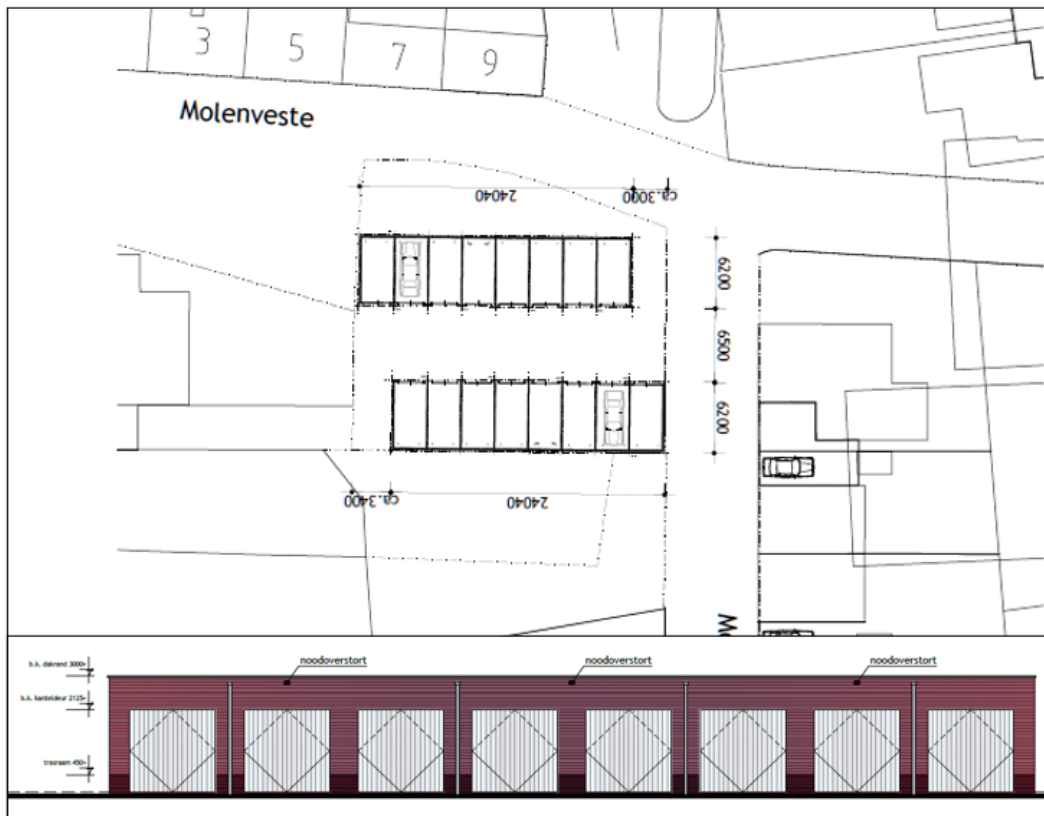 3
5
7
9
Molenveste
24040
ca.3000
6200
6500
6200
ca.3400
24040
Mo
b.k. dakrand 3000+
noodoverstort
noodoverstort
noodoverstort
b.k. kanteldeur 2125+
trasraam 450+